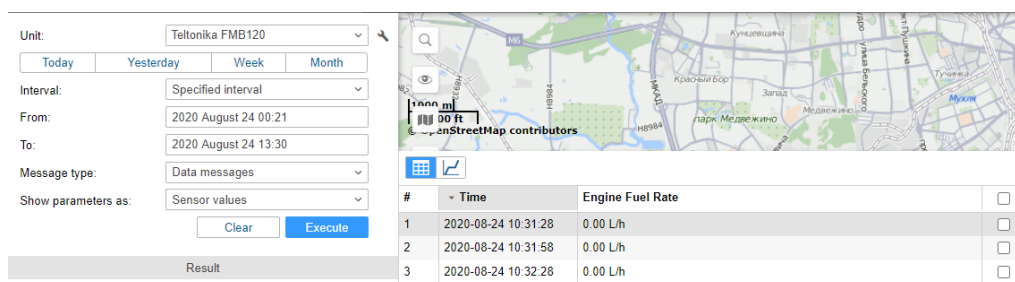 Unit:
Teltonika FMB120
Today
Yesterday
Week
Month
Interval:
Specified interval
From:
2020 August 24 00:21
To:
2020 August 24 13:30
Message type:
Data messages
Show parameters as:
Sensor values
Clear
Execute
Result
Кунцевщина
М6
Н8984
МКАД
Красный Бор
Запад
улица Бельского
Тучинка
Мухля
Медвежино
парк Медвежино
Н8984
1000 m
00 ft
OpenStreetMap contributors
# Time Engine Fuel Rate
1 2020-08-24 10:31:28 0.00 L/h
2 2020-08-24 10:31:58 0.00 L/h
3 2020-08-24 10:32:28 0.00 L/h